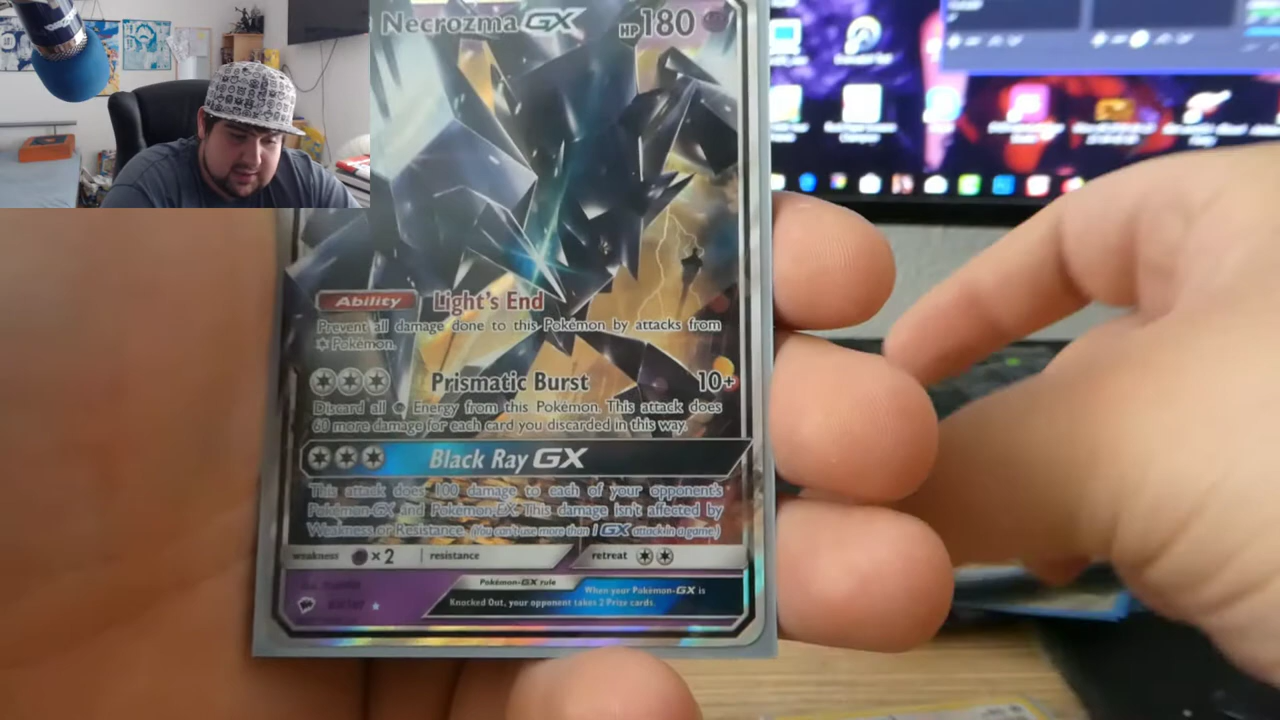 Necrozma GX HP 180
Ability Light's End
Prevent all damage done to this Pokémon by attacks from
Pokémon.
Prismatic Burst 10+
Discard all Energy from this Pokémon. This attack does
60 more damage for each card you discarded in this way.
Black Ray GX
This attack does 100 damage to each of your opponent's
Pokémon-GX and Pokémon-EX. This damage isn't affected by
Weakness or Resistance. (You can't use more than 1 GX attack in a game.)
weakness ×2 resistance retreat
Pokémon-GX rule
When your Pokémon-GX is
Knocked Out, your opponent takes 2 Prize cards.